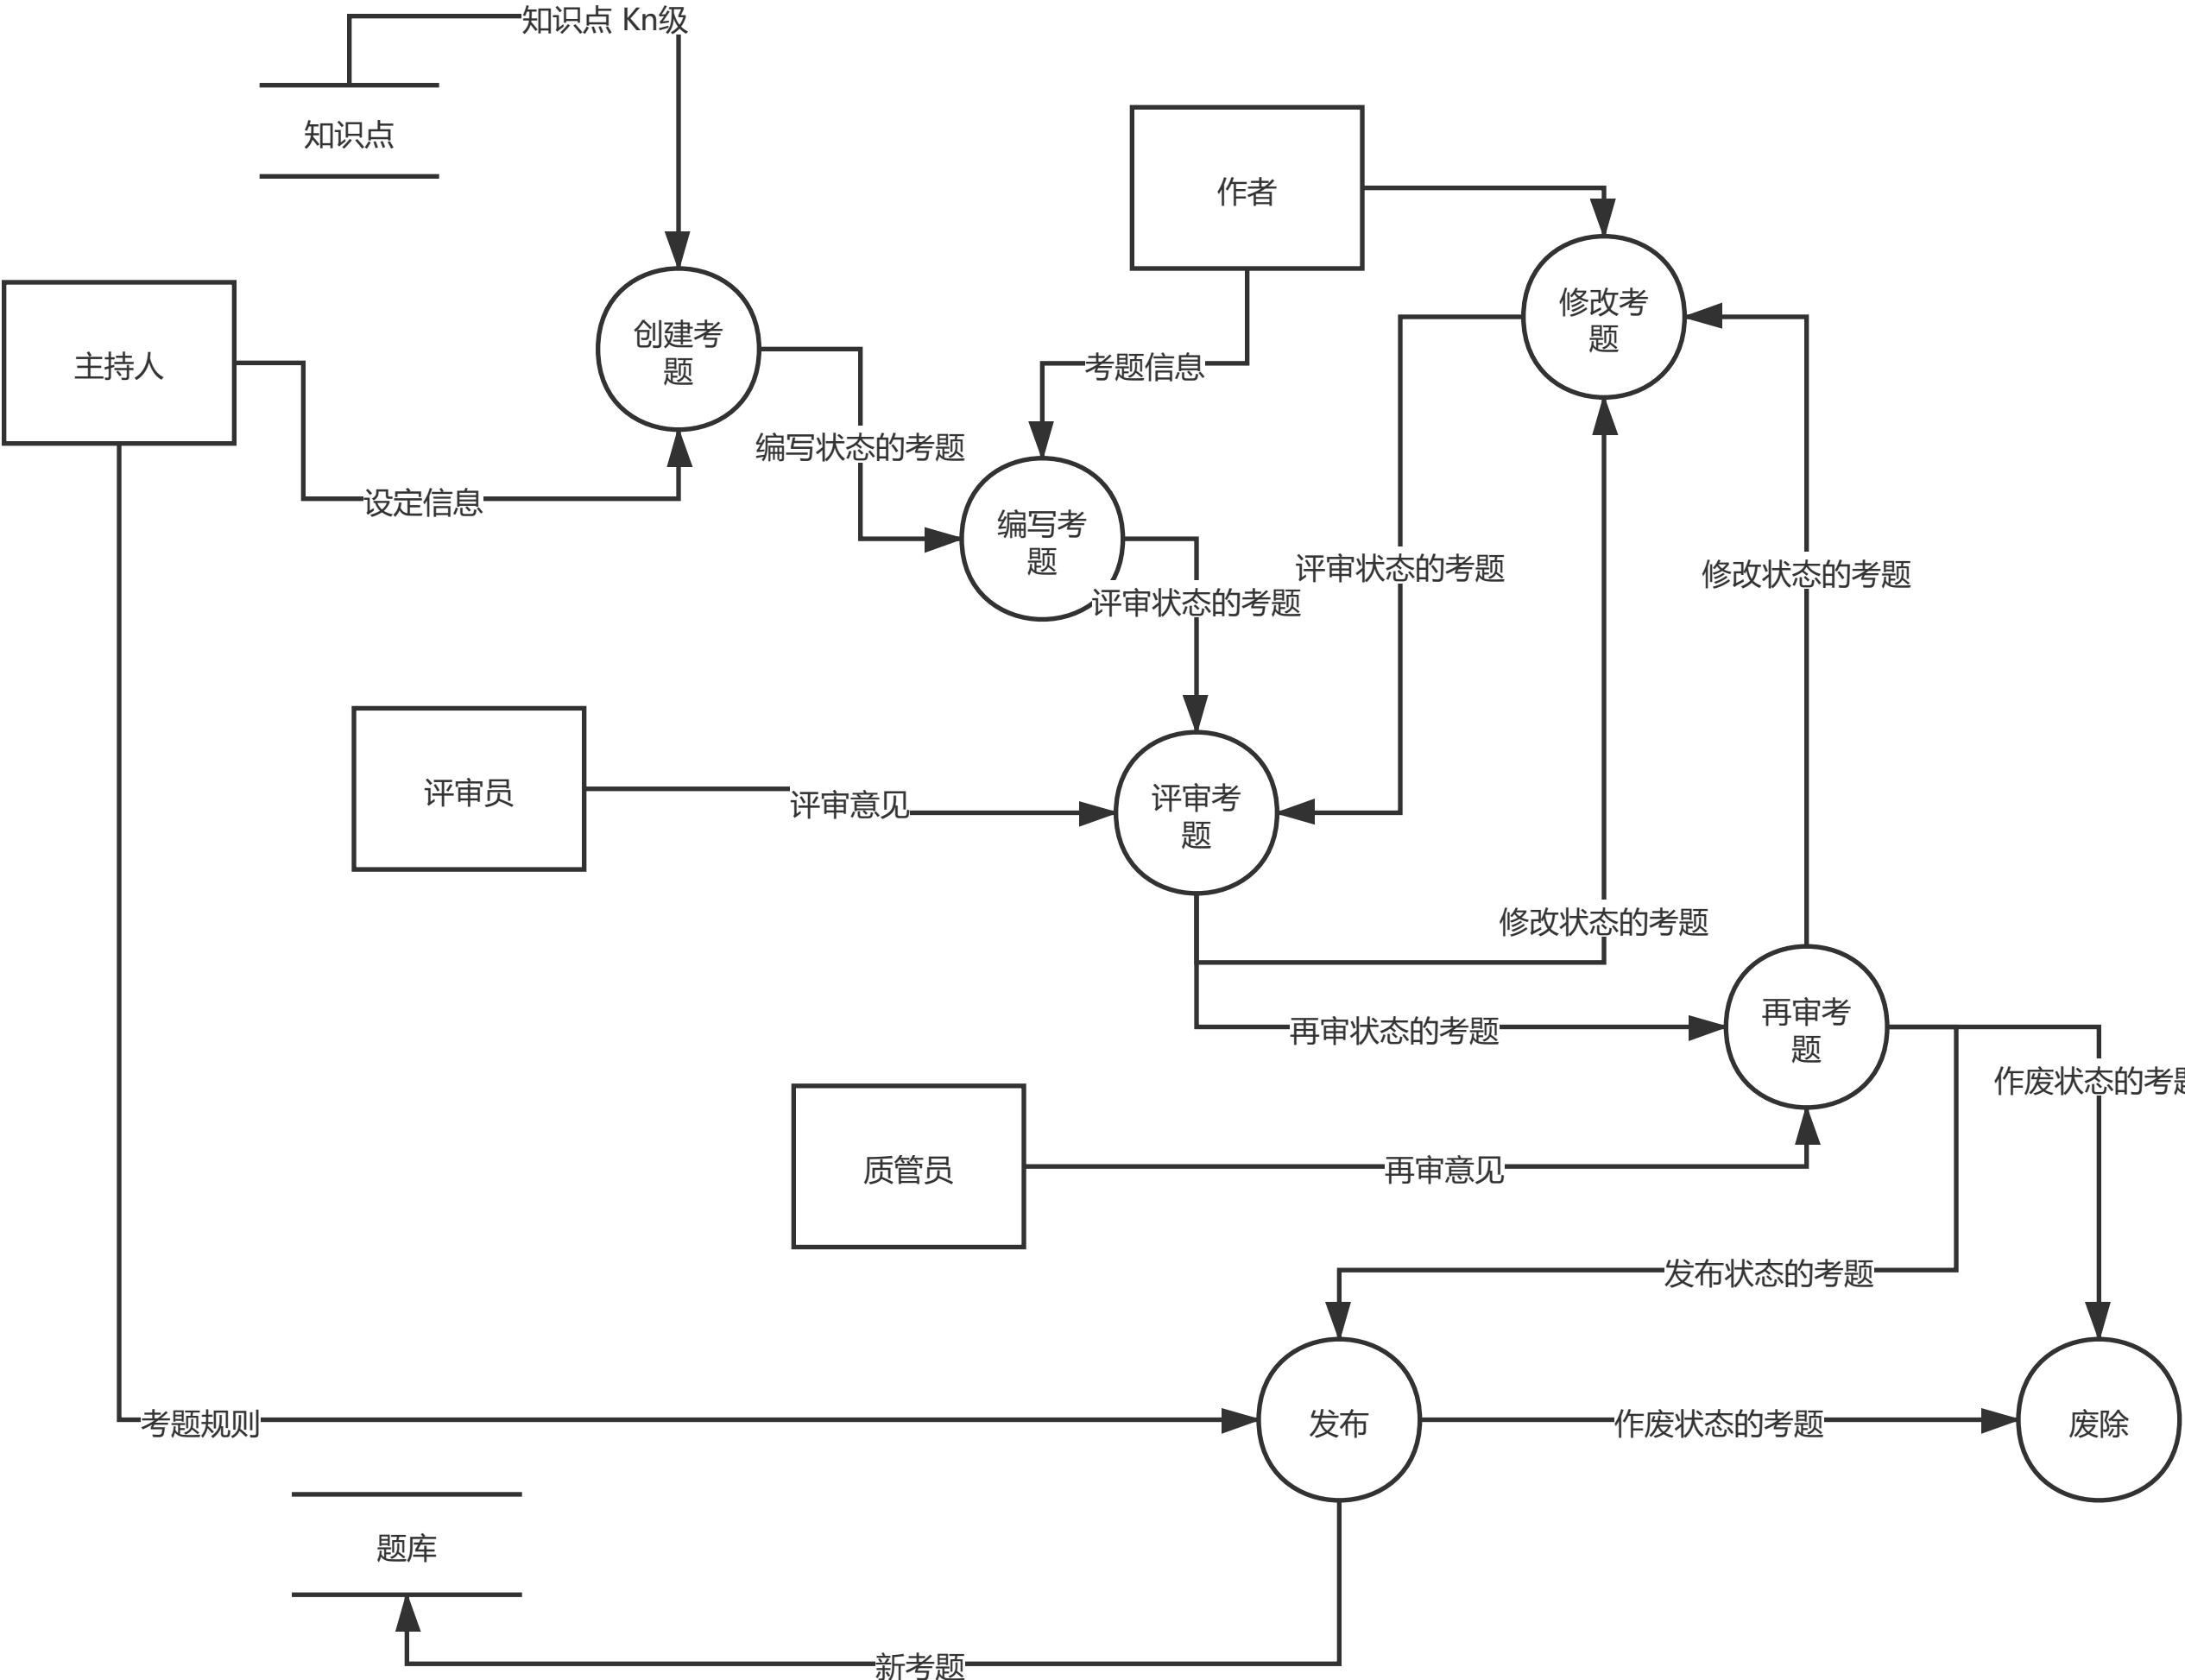 知识点 Kn级
知识点
作者
修改考
题
创建考
题
主持人
考题信息
编写状态的考题
设定信息
编写考
题
评审状态的考题
修改状态的考题
评审状态的考题
评审员
评审意见
评审考
题
修改状态的考题
再审考
题
再审状态的考题
作废状态的考题
质管员
再审意见
发布状态的考题
考题规则
发布
作废状态的考题
废除
题库
新考题